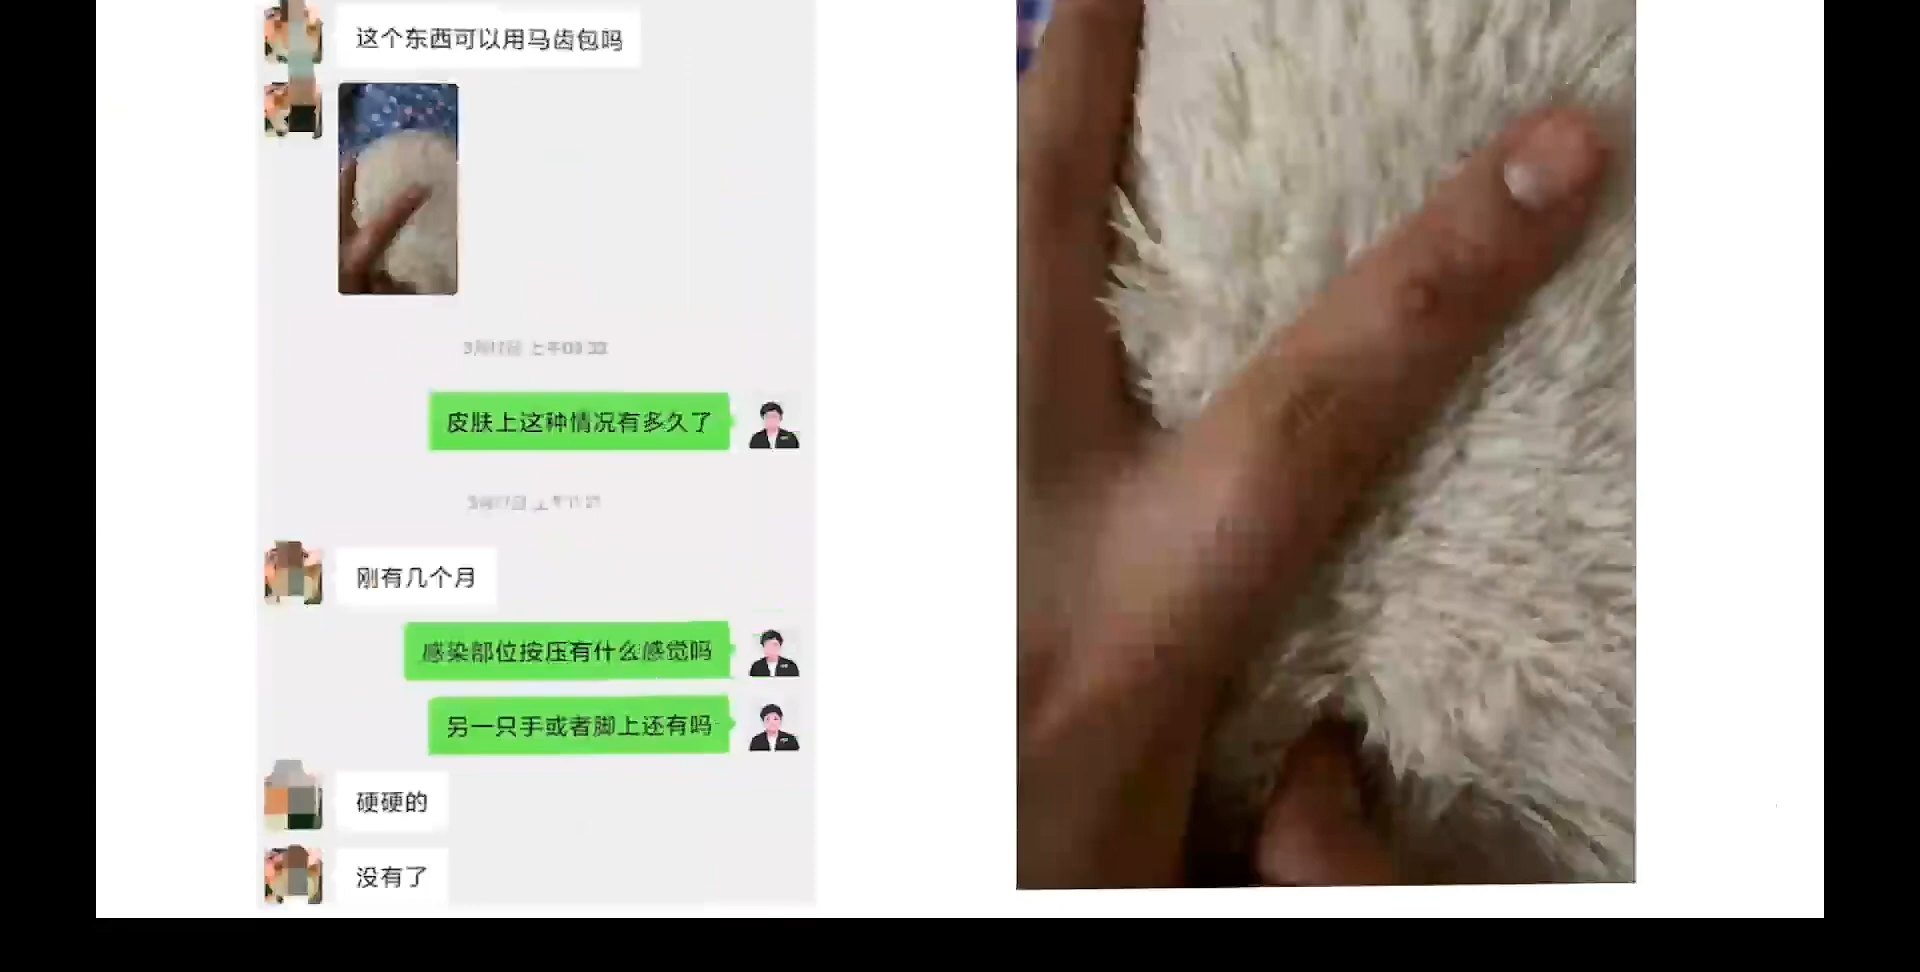 这个东西可以用马齿包吗
皮肤上这种情况有多久了
刚有几个月
感染部位按压有什么感觉吗
另一只手或者脚上还有吗
硬硬的
没有了